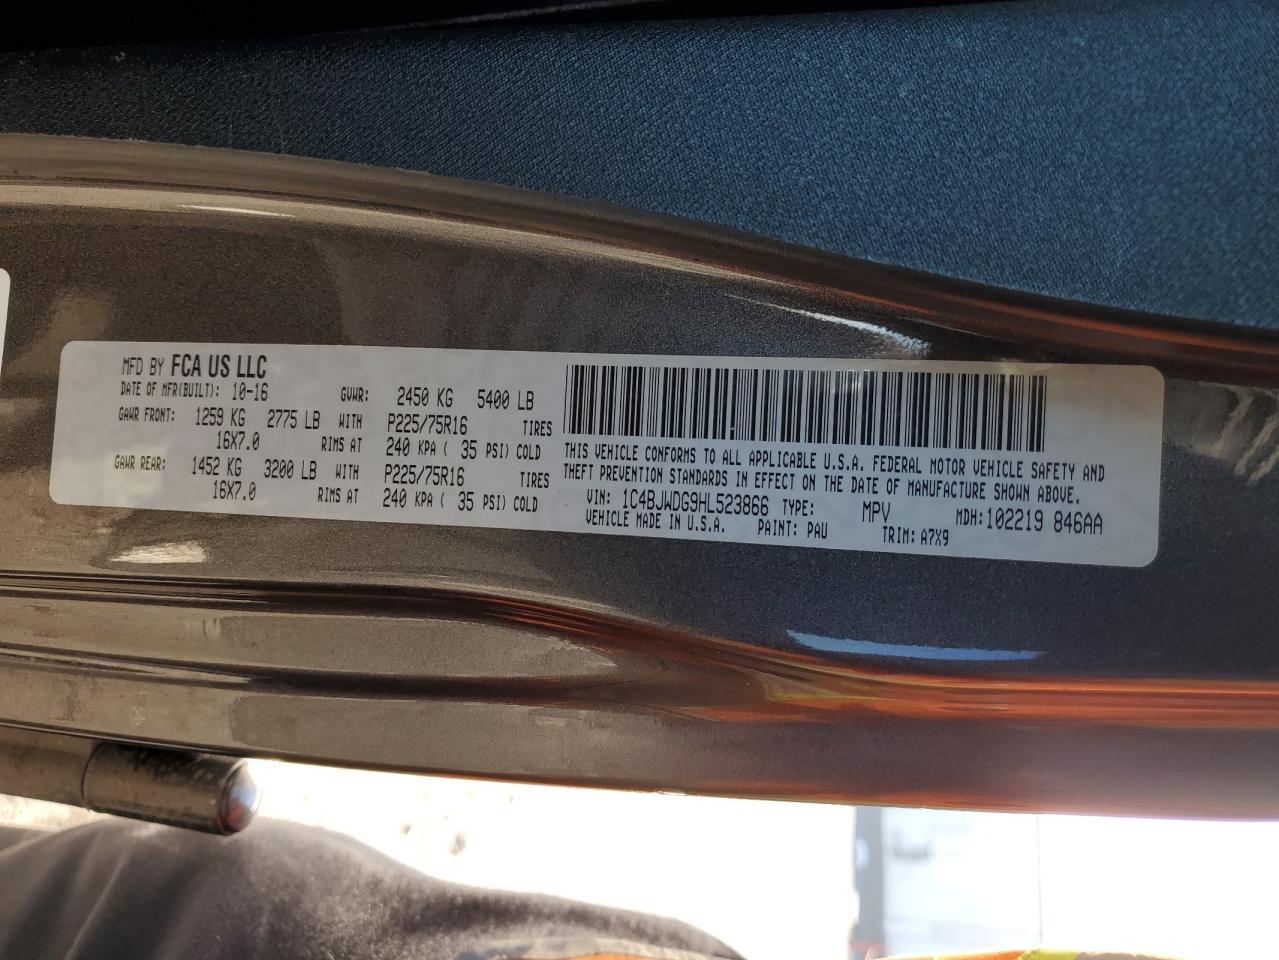 MFD BY FCA US LLC
DATE OF MFR(BUILT): 10-16 GVWR: 2450 KG 5400 LB
GAWR FRONT: 1259 KG 2775 LB WITH P225/75R16 TIRES
16X7.0 RIMS AT 240 KPA ( 35 PSI) COLD
GAWR REAR: 1452 KG 3200 LB WITH P225/75R16 TIRES
16X7.0 RIMS AT 240 KPA ( 35 PSI) COLD
THIS VEHICLE CONFORMS TO ALL APPLICABLE U.S.A. FEDERAL MOTOR VEHICLE SAFETY AND
THEFT PREVENTION STANDARDS IN EFFECT ON THE DATE OF MANUFACTURE SHOWN ABOVE.
VIN: 1C4BJWDG9HL523866 TYPE: MPV MDH:102219 846AA
VEHICLE MADE IN U.S.A. PAINT: PAU TRIM: A7X9